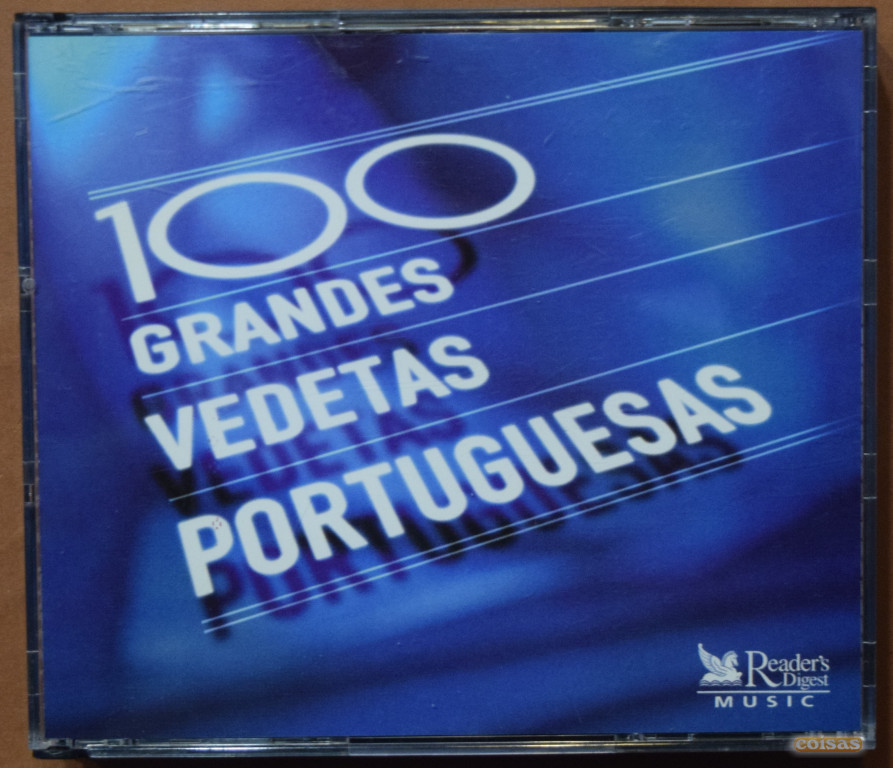 100
GRANDES
VEDETAS
PORTUGUESAS
Reader's
Digest
MUSIC
coisas